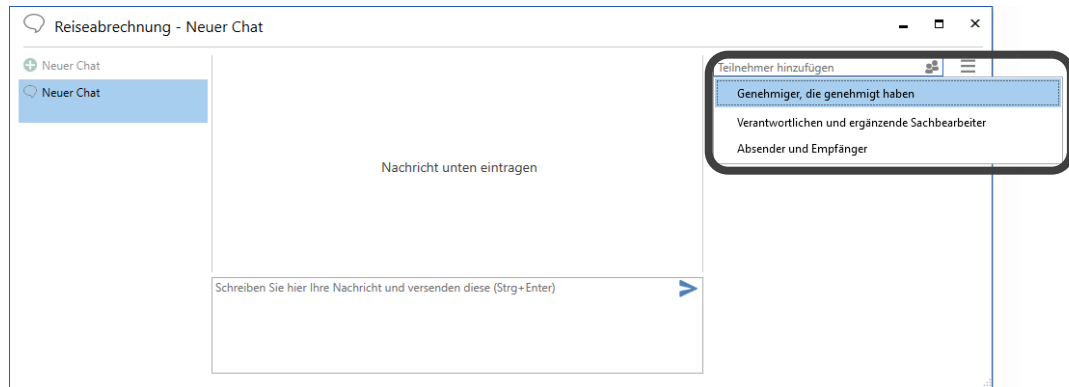 Reiseabrechnung - Neuer Chat
Neuer Chat
Neuer Chat
Nachricht unten eintragen
Schreiben Sie hier Ihre Nachricht und versenden diese (Strg+Enter)
Teilnehmer hinzufügen
Genehmiger, die genehmigt haben
Verantwortlichen und ergänzende Sachbearbeiter
Absender und Empfänger